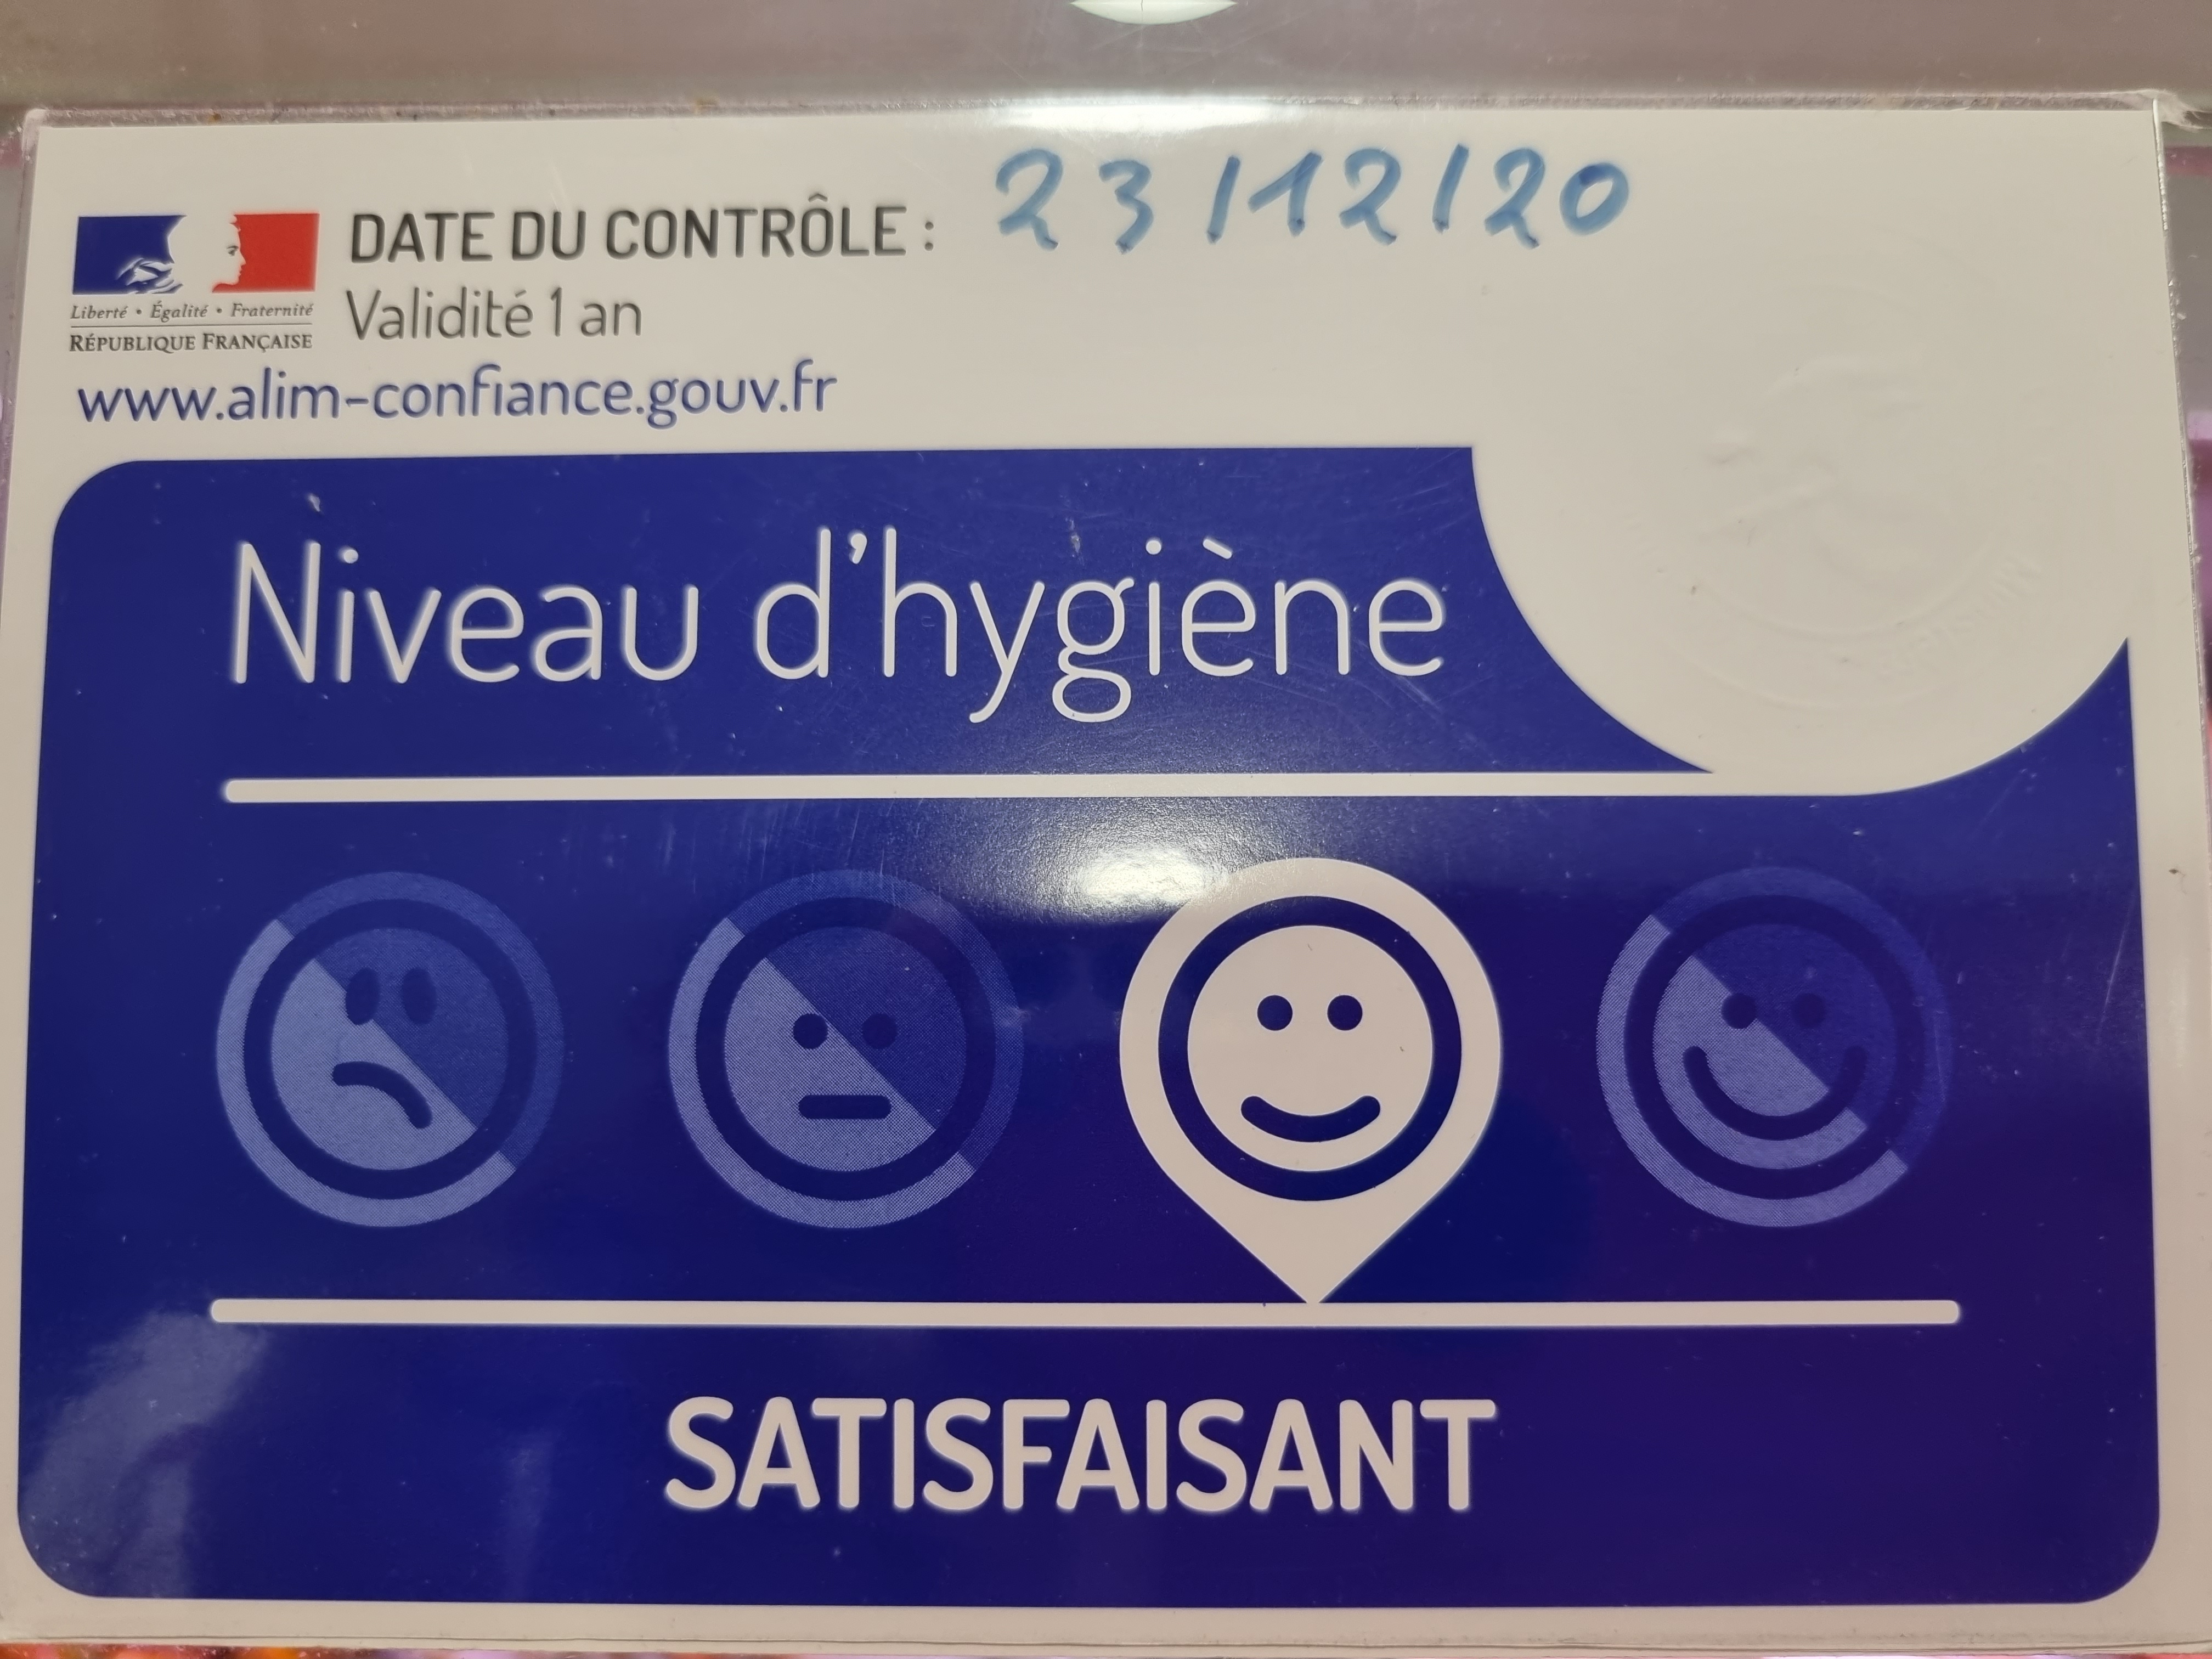 DATE DU CONTRÔLE : 23/12/20
Validité 1 an
Liberté • Égalité • Fraternité
RÉPUBLIQUE FRANÇAISE
www.alim-confiance.gouv.fr
Niveau d'hygiène
SATISFAISANT